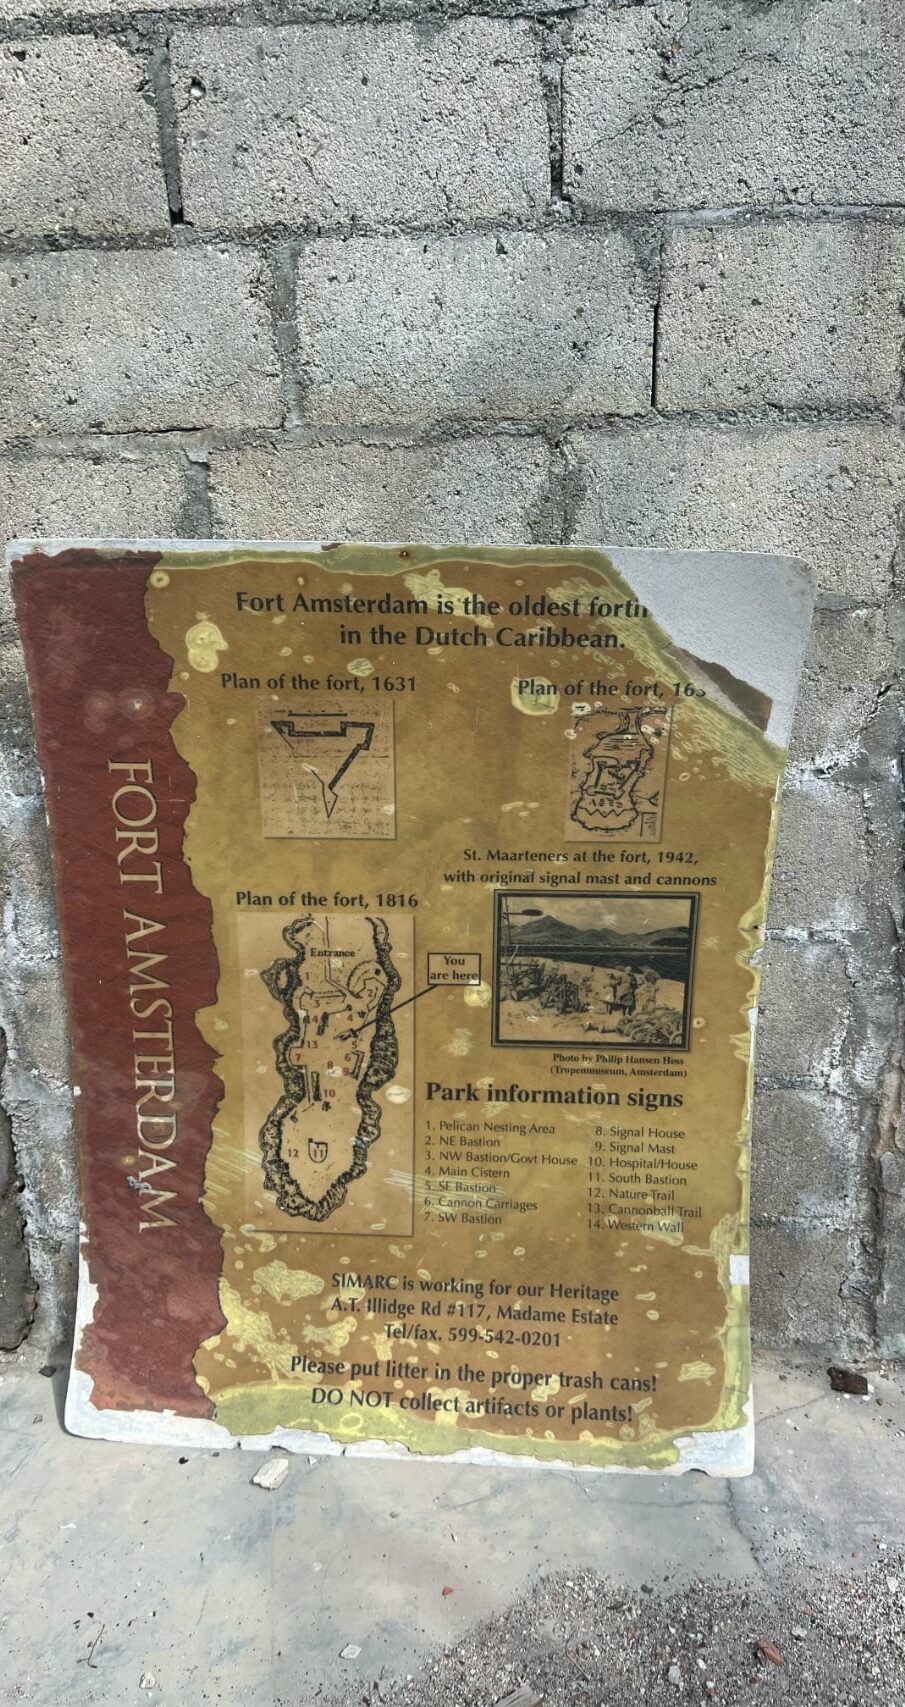 FORT AMSTERDAM
Fort Amsterdam is the oldest
in the Dutch Caribbean.
Plan of the fort, 1631
Plan of the fort,
St. Maarteners at the fort, 1942,
with original signal mast and cannons
Plan of the fort, 1816
Entrance
You
are here
Photo by Philip Hansen Hess
(Tropenmuseum, Amsterdam)
Park information signs
1. Pelican Nesting Area
2. NE Bastion
3. NW Bastion/Govt House
4. Main Cistern
5. SE Bastion
6. Cannon Carriages
7. SW Bastion
8. Signal House
9. Signal Mast
10. Hospital/House
11. South Bastion
12. Nature Trail
13. Cannonball Trail
14. Western Wall
SIMARC is working for our Heritage
A.T. Illidge Rd #117, Madame Estate
Tel/fax. 599-542-0201
Please put litter in the proper trash cans!
DO NOT collect artifacts or plants!